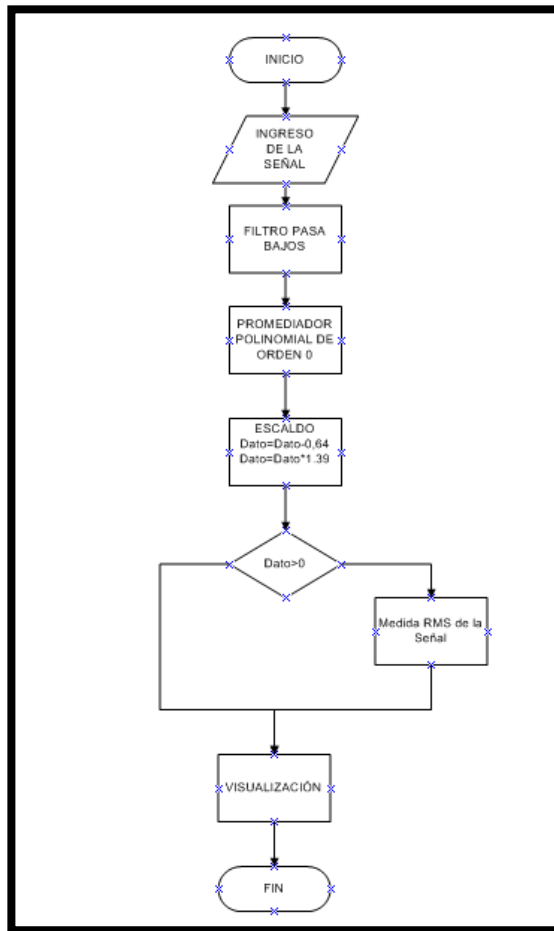 INICIO
INGRESO
DE LA
SEÑAL
FILTRO PASA
BAJOS
PROMEDIADOR
POLINOMIAL DE
ORDEN 0
ESCALDO
Dato=Dato-0,64
Dato=Dato*1.39
Dato>0
Medida RMS de la
Señal
VISUALIZACIÓN
FIN